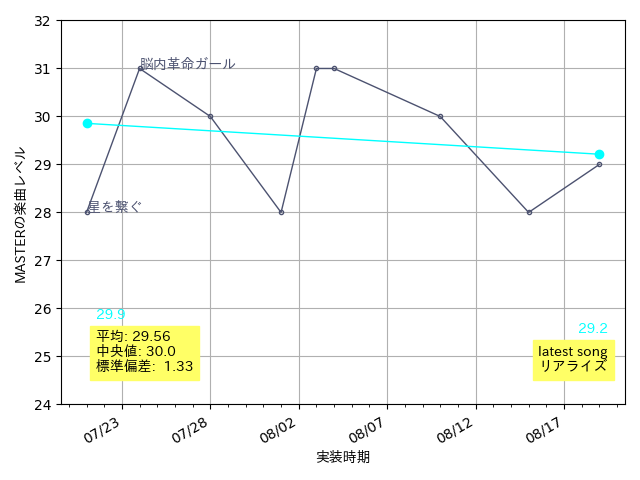 32
31
30
29
28
27
26
25
24
MASTERの楽曲レベル
脳内革命ガール
星を繋ぐ
29.9
平均: 29.56
中央値: 30.0
標準偏差: 1.33
29.2
latest song
リアライズ
07/23
07/28
08/02
08/07
08/12
08/17
実装時期